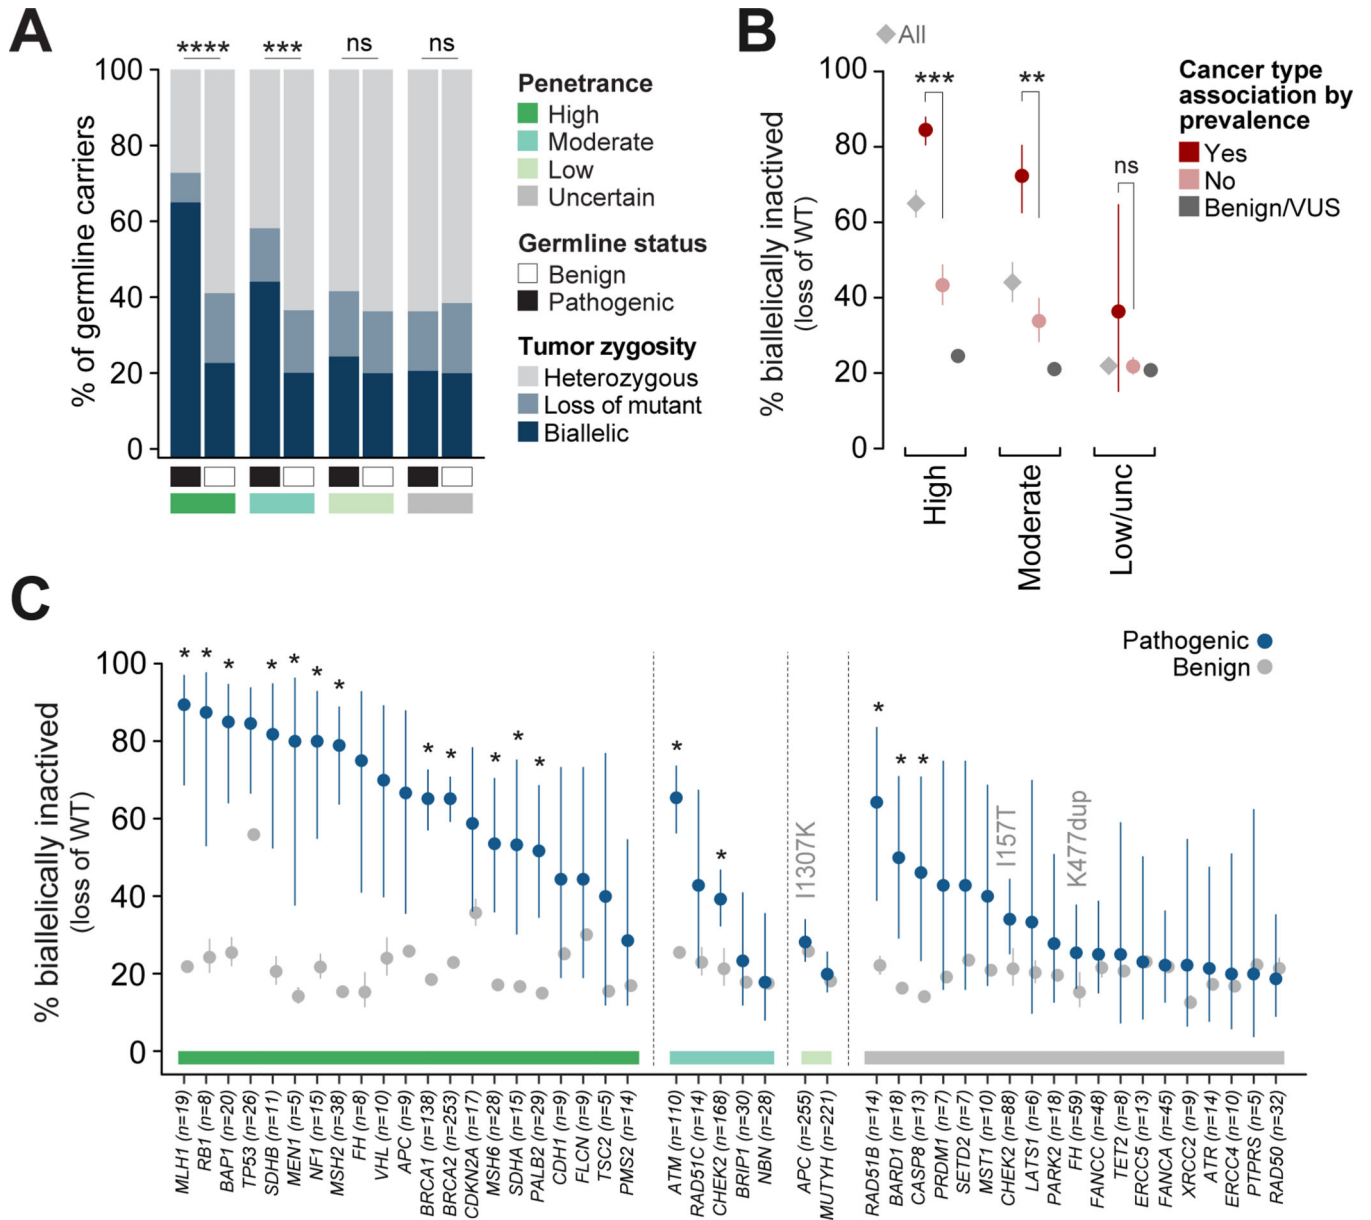 A
**** *** ns ns
100
80
60
40
20
0
% of germline carriers
Penetrance
High
Moderate
Low
Uncertain
Germline status
Benign
Pathogenic
Tumor zygosity
Heterozygous
Loss of mutant
Biallelic
B
All
100
80
60
40
20
0
% biallelically inactived
(loss of WT)
***
**
ns
High
Moderate
Low/unc
Cancer type
association by
prevalence
Yes
No
Benign/VUS
C
Pathogenic
Benign
100
80
60
40
20
0
% biallelically inactived
(loss of WT)
* * * * * * * * * * * * * * * * *
I1307K
I157T
K477dup
MLH1 (n=19)
RB1 (n=8)
BAP1 (n=20)
TP53 (n=26)
SDHB (n=11)
MEN1 (n=5)
NF1 (n=15)
MSH2 (n=38)
FH (n=8)
VHL (n=10)
APC (n=9)
BRCA1 (n=138)
BRCA2 (n=253)
CDKN2A (n=17)
MSH6 (n=28)
SDHA (n=15)
PALB2 (n=29)
CDH1 (n=9)
FLCN (n=9)
TSC2 (n=5)
PMS2 (n=14)
ATM (n=110)
RAD51C (n=14)
CHEK2 (n=168)
BRIP1 (n=30)
NBN (n=28)
APC (n=255)
MUTYH (n=221)
RAD51B (n=14)
BARD1 (n=18)
CASP8 (n=13)
PRDM1 (n=7)
SETD2 (n=7)
MST1 (n=10)
CHEK2 (n=88)
LATS1 (n=6)
PARK2 (n=18)
FH (n=59)
FANCC (n=48)
TET2 (n=8)
ERCC5 (n=13)
FANCA (n=45)
XRCC2 (n=9)
ATR (n=14)
ERCC4 (n=10)
PTPRS (n=5)
RAD50 (n=32)